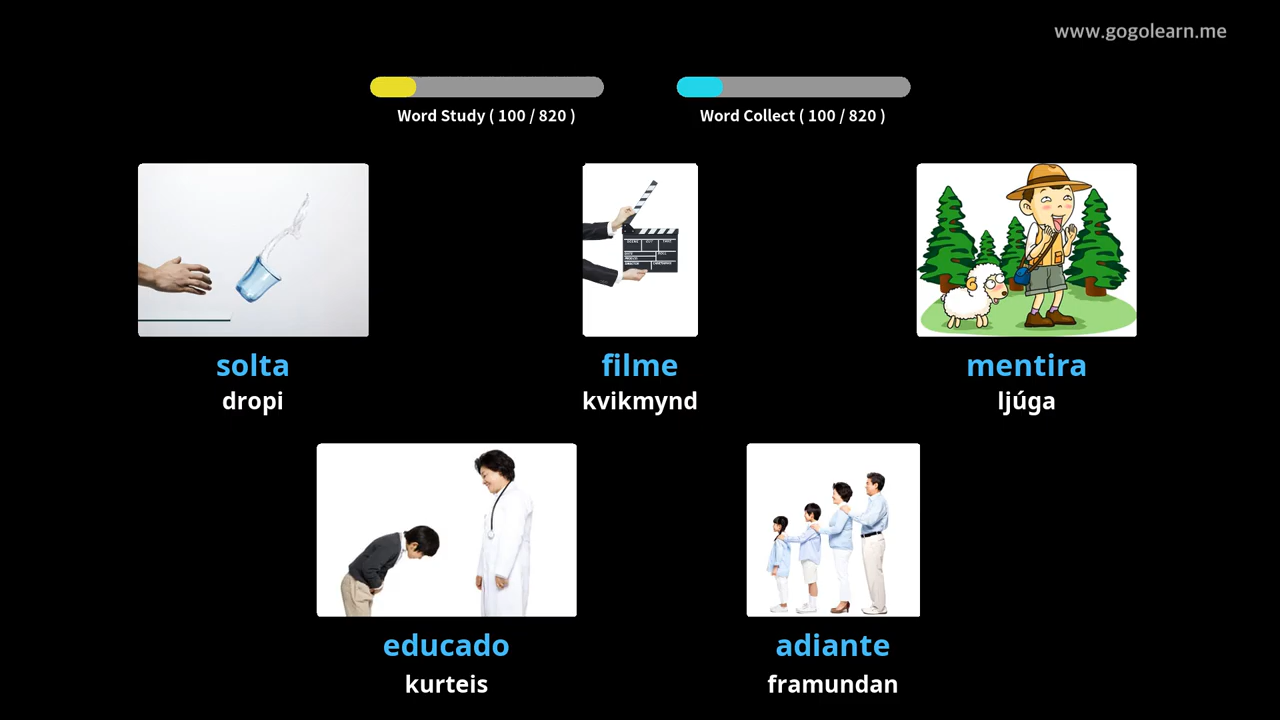 www.gogolearn.me
Word Study ( 100 / 820 )
Word Collect ( 100 / 820 )
solta
dropi
filme
kvikmynd
mentira
ljúga
educado
kurteis
adiante
framundan